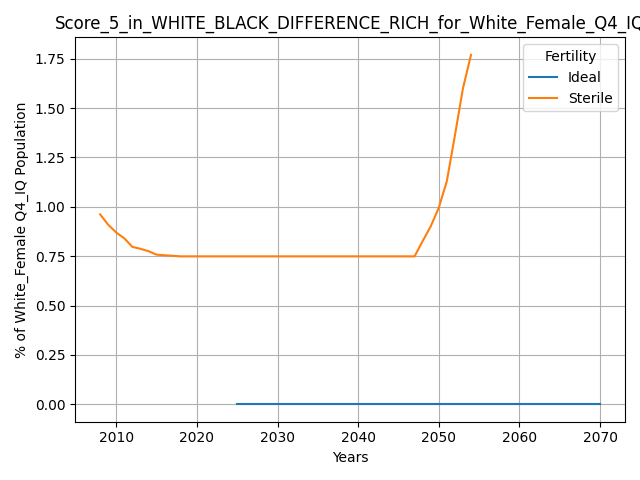 Score_5_in_WHITE_BLACK_DIFFERENCE_RICH_for_White_Female_Q4_IQ
Fertility
Ideal
Sterile
% of White_Female Q4_IQ Population
1.75
1.50
1.25
1.00
0.75
0.50
0.25
0.00
2010 2020 2030 2040 2050 2060 2070
Years